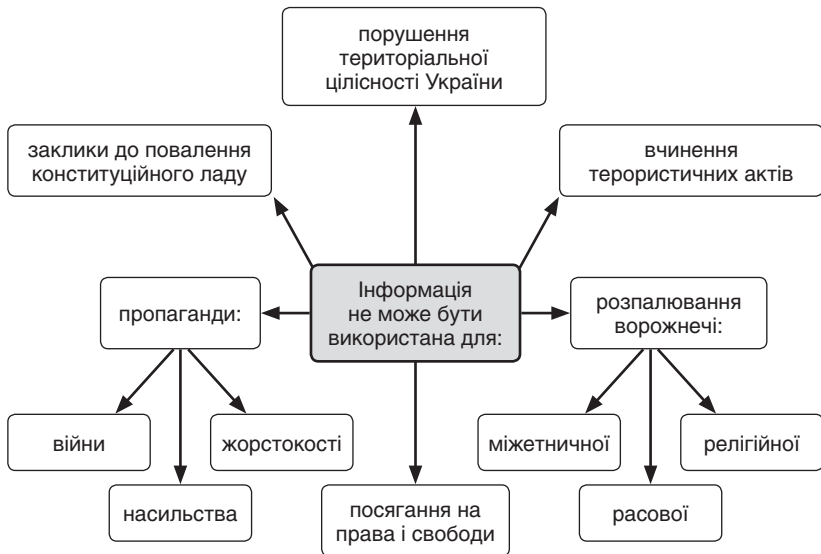 порушення
територіальної
цілісності України
заклики до повалення
конституційного ладу
вчинення
терористичних актів
Інформація
не може бути
використана для:
пропаганди:
розпалювання
ворожнечі:
війни
жорстокості
насильства
посягання на
права і свободи
міжетничної
релігійної
расової